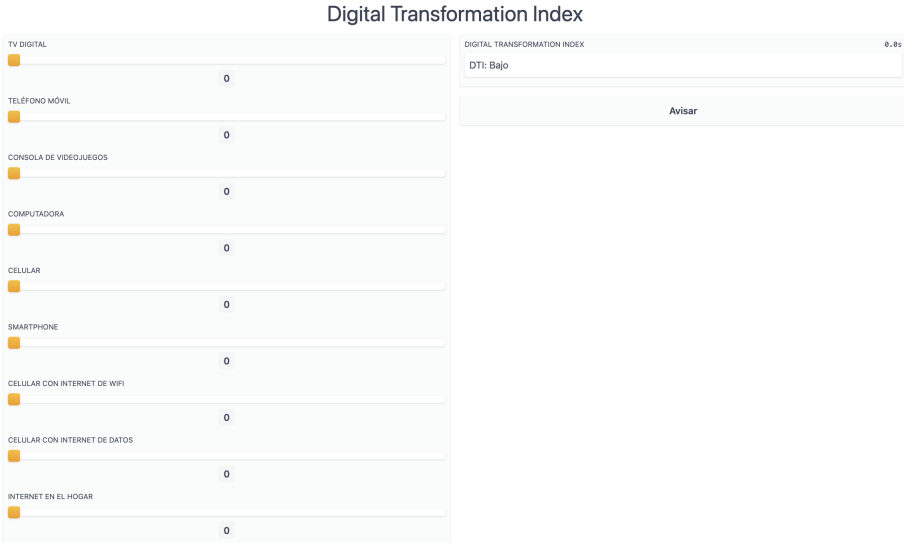 Digital Transformation Index
TV DIGITAL
0
TELÉFONO MÓVIL
0
CONSOLA DE VIDEOJUEGOS
0
COMPUTADORA
0
CELULAR
0
SMARTPHONE
0
CELULAR CON INTERNET DE WIFI
0
CELULAR CON INTERNET DE DATOS
0
INTERNET EN EL HOGAR
0
DIGITAL TRANSFORMATION INDEX 0.0s
DTI: Bajo
Avisar